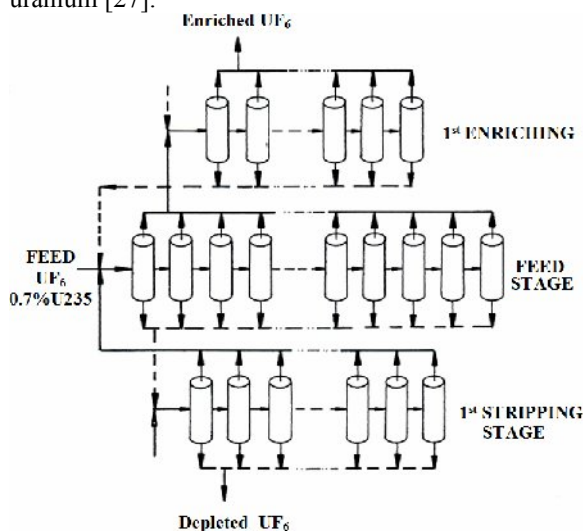 uranium [27].
Enriched UF6
1st ENRICHING
FEED
UF6
0.7%U235
FEED
STAGE
1st STRIPPING
STAGE
Depleted UF6